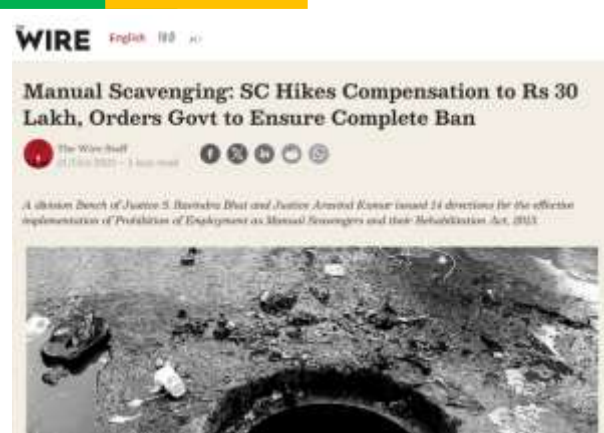 THE
WIRE
English हिंदी
Manual Scavenging: SC Hikes Compensation to Rs 30
Lakh, Orders Govt to Ensure Complete Ban
The Wire Staff
A division Bench of Justice S. Ravindra Bhat and Justice Aravind Kumar issued 14 directions for the effective
implementation of Prohibition of Employment as Manual Scavengers and their Rehabilitation Act, 2013.